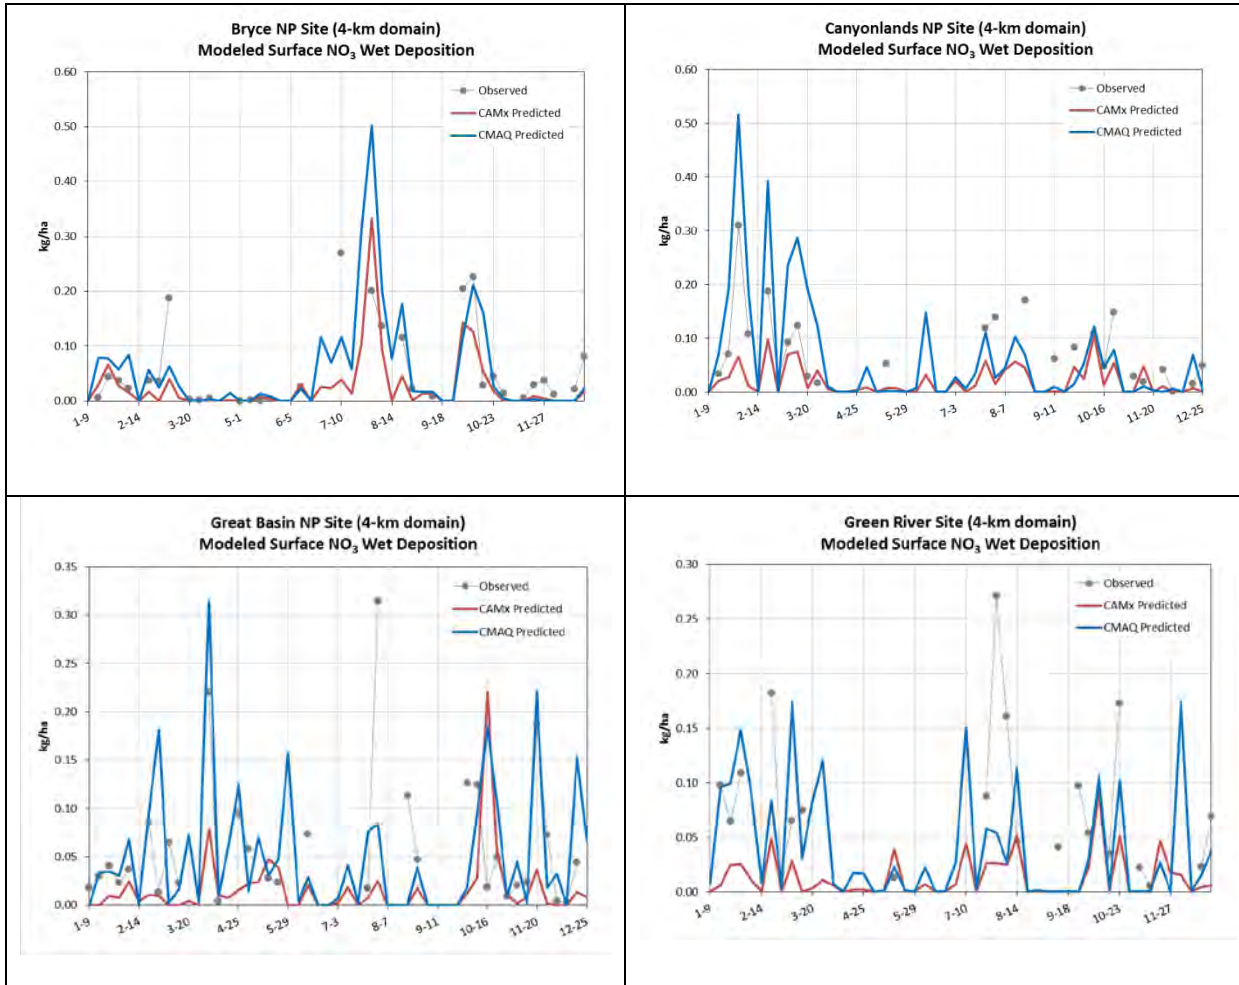 Bryce NP Site (4-km domain)
Modeled Surface NO3 Wet Deposition
kg/ha
0.60
0.50
0.40
0.30
0.20
0.10
0.00
1-9
2-14
3-20
5-1
6-5
7-10
8-14
9-18
10-23
11-27
Observed
CAMx Predicted
CMAQ Predicted
Canyonlands NP Site (4-km domain)
Modeled Surface NO3 Wet Deposition
kg/ha
0.60
0.50
0.40
0.30
0.20
0.10
0.00
1-9
2-14
3-20
4-25
5-29
7-3
8-7
9-11
10-16
11-20
12-25
Observed
CAMx Predicted
CMAQ Predicted
Great Basin NP Site (4-km domain)
Modeled Surface NO3 Wet Deposition
kg/ha
0.35
0.30
0.25
0.20
0.15
0.10
0.05
0.00
1-9
2-14
3-20
4-25
5-29
7-3
8-7
9-11
10-16
11-20
12-25
Observed
CAMx Predicted
CMAQ Predicted
Green River Site (4-km domain)
Modeled Surface NO3 Wet Deposition
kg/ha
0.30
0.25
0.20
0.15
0.10
0.05
0.00
1-9
2-14
3-20
4-25
5-29
7-10
8-14
9-18
10-23
11-27
Observed
CAMx Predicted
CMAQ Predicted